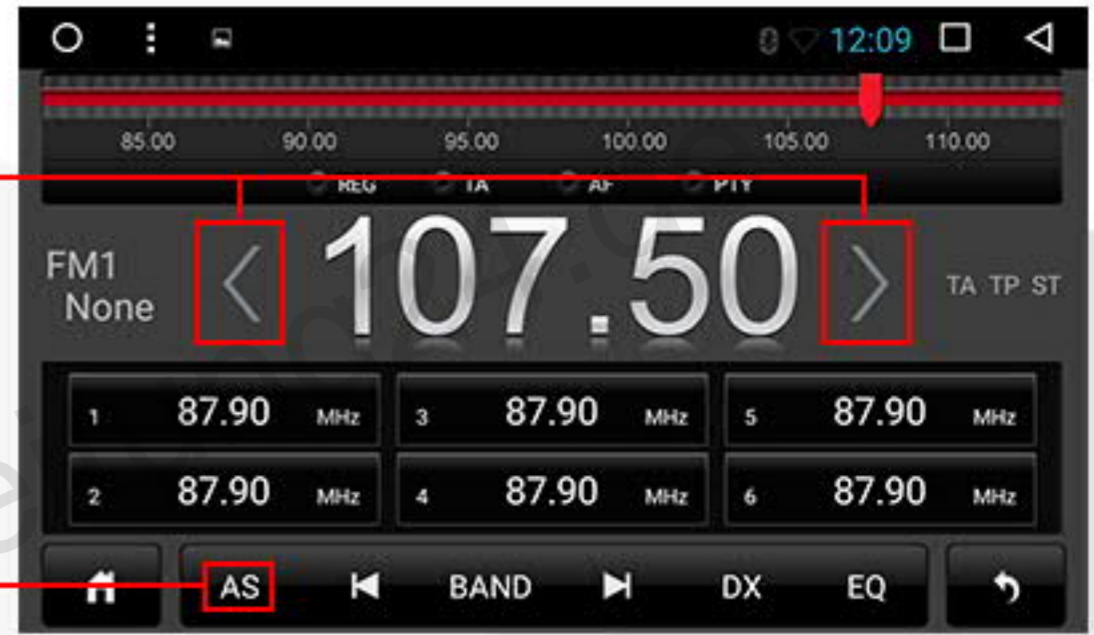 12:09
85.00 90.00 95.00 100.00 105.00 110.00
REG TA AF PTY
FM1
None
107.50
TA TP ST
1 87.90 MHz 3 87.90 MHz 5 87.90 MHz
2 87.90 MHz 4 87.90 MHz 6 87.90 MHz
AS BAND DX EQ